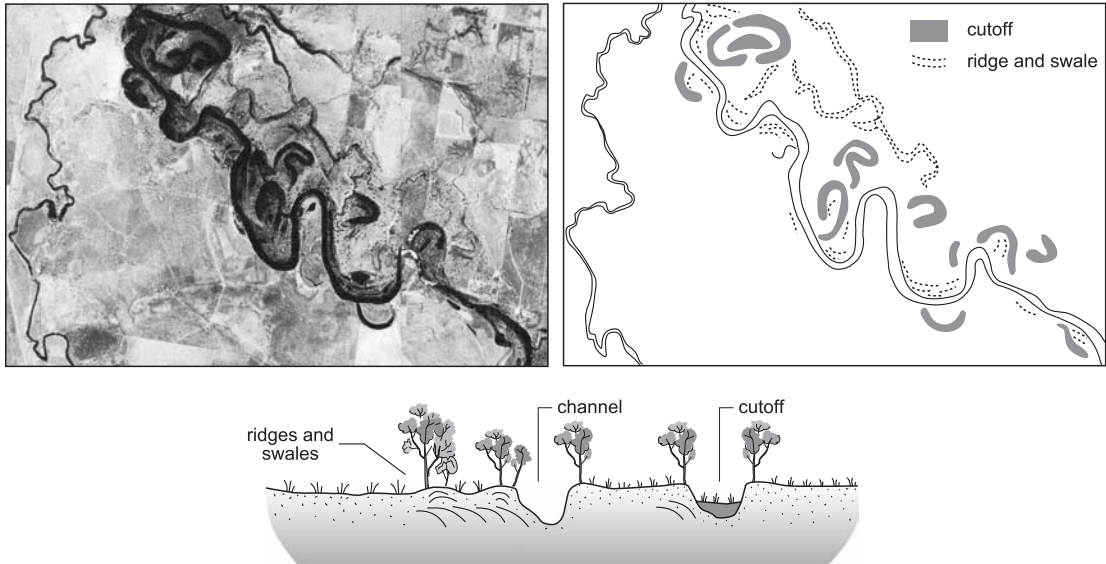 cutoff
ridge and swale
channel
cutoff
ridges and
swales